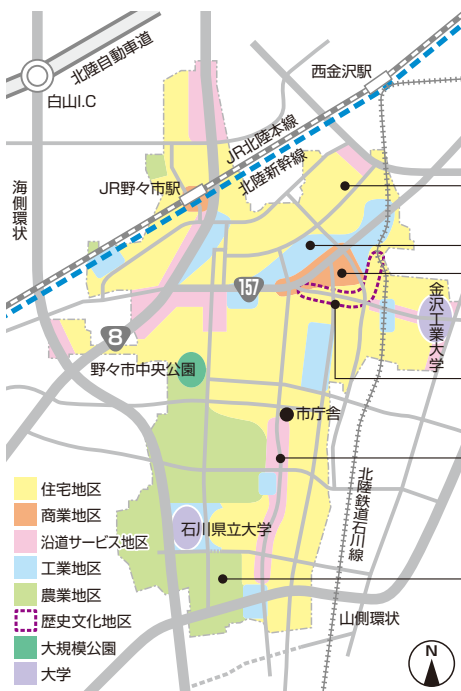 北陸自動車道
白山I.C
西金沢駅
JR北陸本線
北陸新幹線
JR野々市駅
海側環状
157
8
金沢工業大学
野々市中央公園
市庁舎
北陸鉄道石川線
石川県立大学
山側環状
住宅地区
商業地区
沿道サービス地区
工業地区
農業地区
歴史文化地区
大規模公園
大学
N